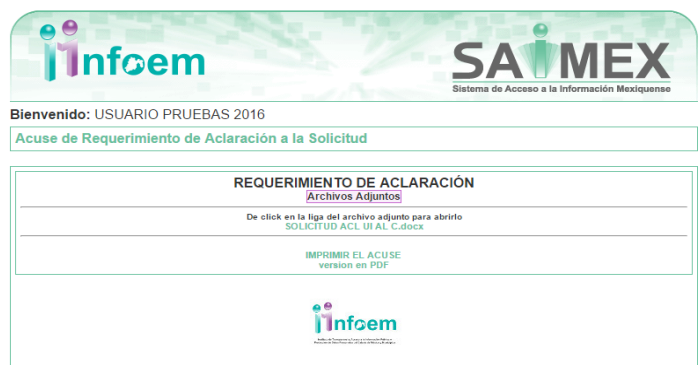 infoem
SAIMEX
Sistema de Acceso a la Información Mexiquense
Bienvenido: USUARIO PRUEBAS 2016
Acuse de Requerimiento de Aclaración a la Solicitud
REQUERIMIENTO DE ACLARACIÓN
Archivos Adjuntos
De click en la liga del archivo adjunto para abrirlo
SOLICITUD ACL UI AL C.docx
IMPRIMIR EL ACUSE
version en PDF
infoem